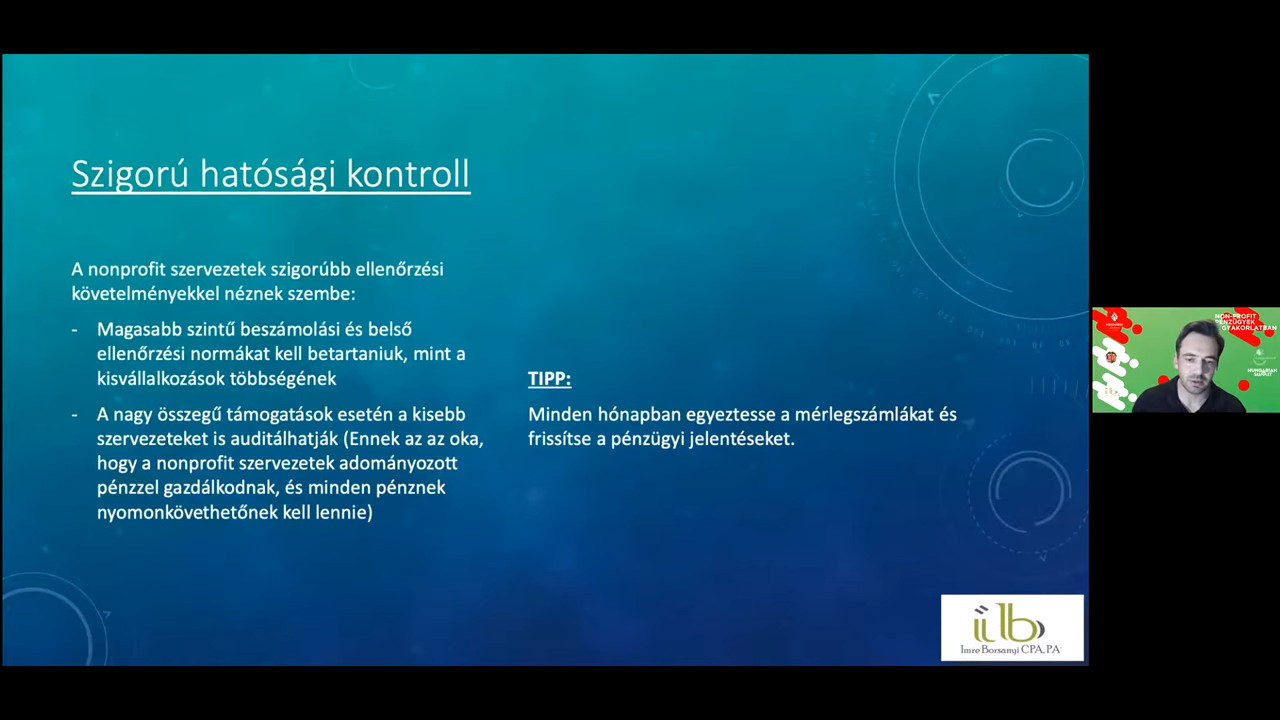 Szigorú hatósági kontroll
A nonprofit szervezetek szigorúbb ellenőrzési
követelményekkel néznek szembe:
- Magasabb szintű beszámolási és belső
ellenőrzési normákat kell betartaniuk, mint a
kisvállalkozások többségének
- A nagy összegű támogatások esetén a kisebb
szervezeteket is auditálhatják (Ennek az az oka,
hogy a nonprofit szervezetek adományozott
pénzzel gazdálkodnak, és minden pénznek
nyomonkövethetőnek kell lennie)
TIPP:
Minden hónapban egyeztesse a mérlegszámlákat és
frissítse a pénzügyi jelentéseket.
ilb
Imre Borsanyi CPA, PA
NON-PROFIT
PÉNZÜGYEK
GYAKORLATBAN
HUNGARIAN
SUMMIT